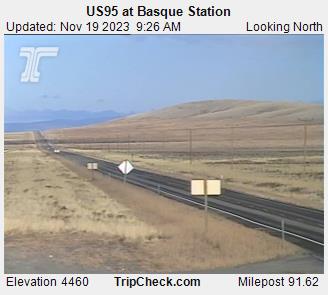 US95 at Basque Station
Updated: Nov 19 2023 9:26 AM Looking North
Elevation 4460 TripCheck.com Milepost 91.62